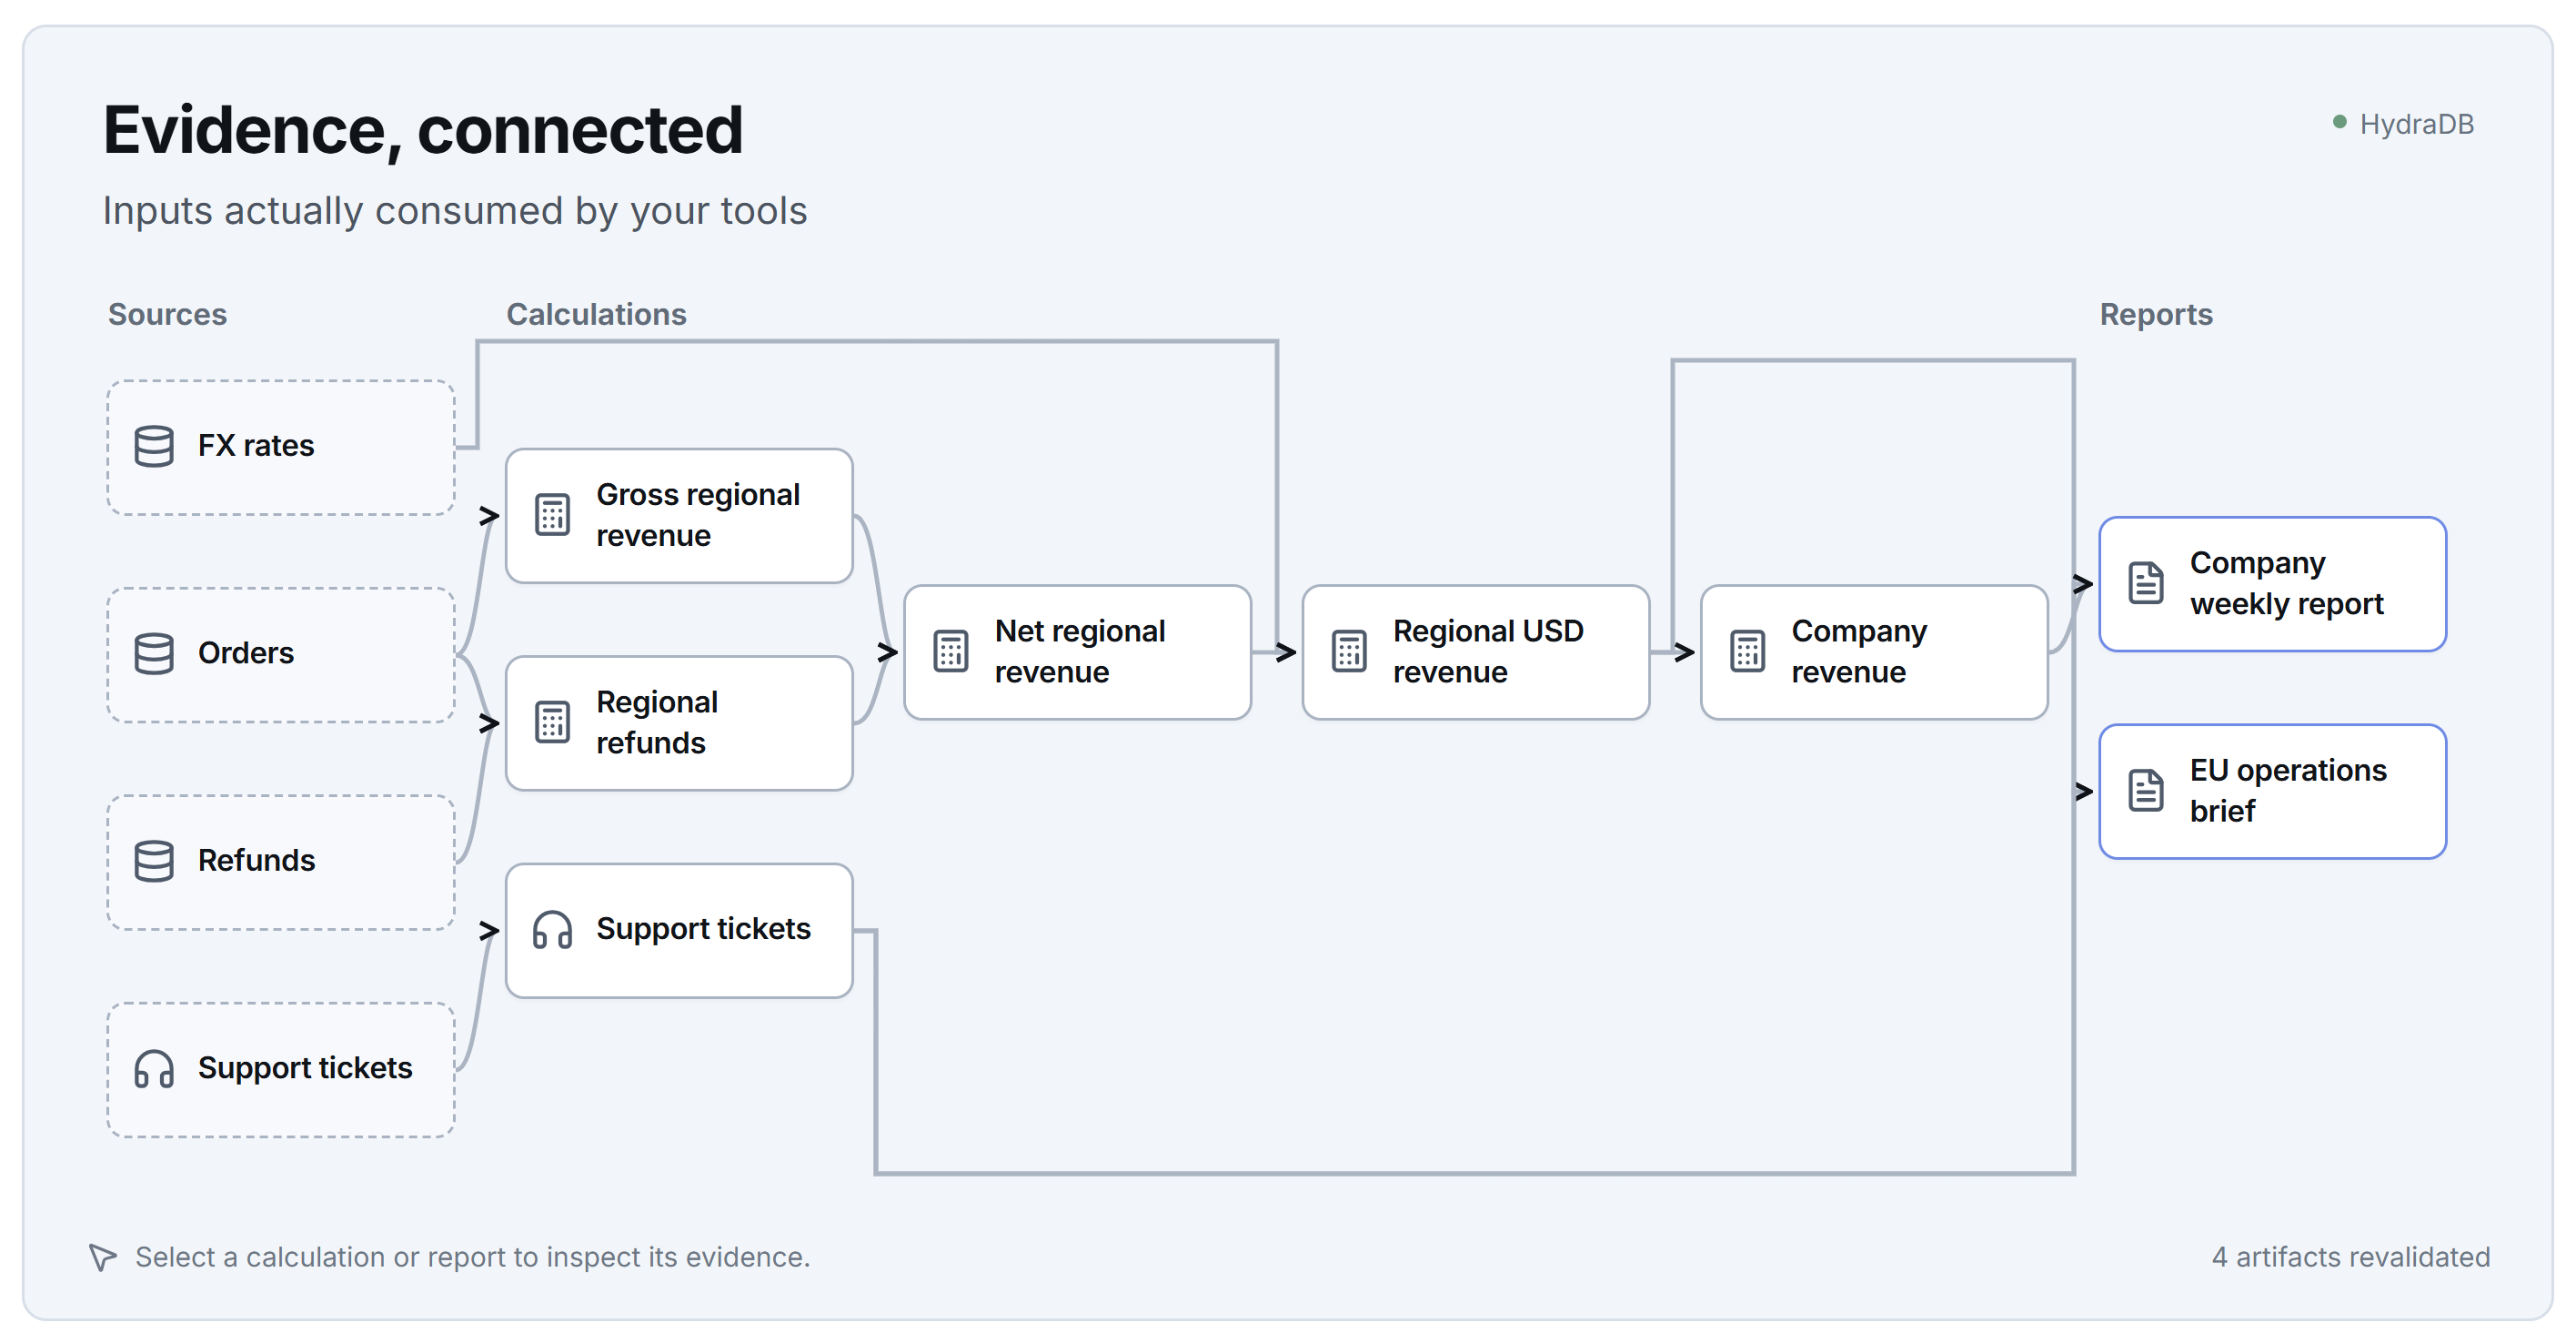 Evidence, connected
HydraDB
Inputs actually consumed by your tools
Sources
Calculations
Reports
FX rates
Orders
Refunds
Support tickets
Gross regional
revenue
Regional
refunds
Support tickets
Net regional
revenue
Regional USD
revenue
Company
revenue
Company
weekly report
EU operations
brief
Select a calculation or report to inspect its evidence.
4 artifacts revalidated